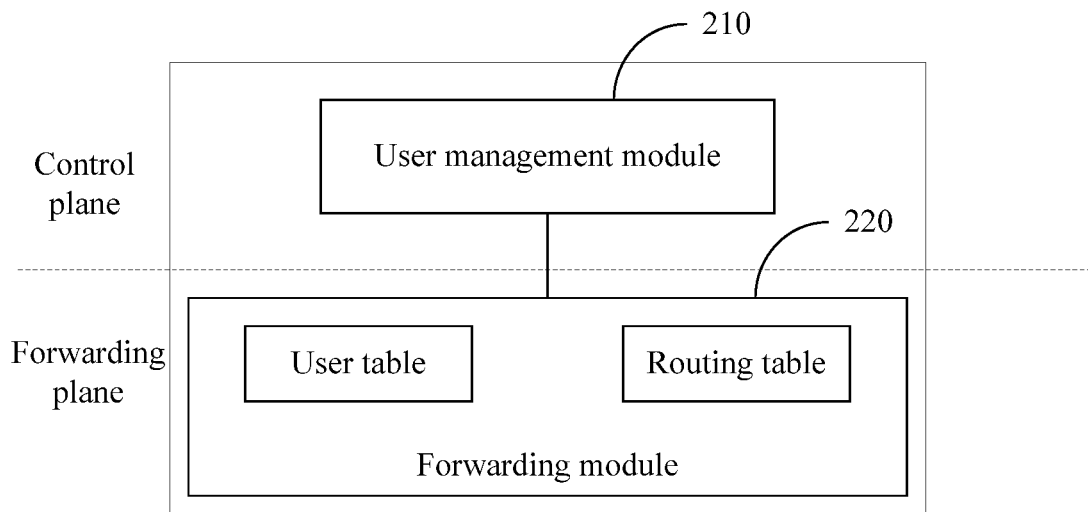 210
User management module
Control
plane
220
Forwarding
plane
User table
Routing table
Forwarding module